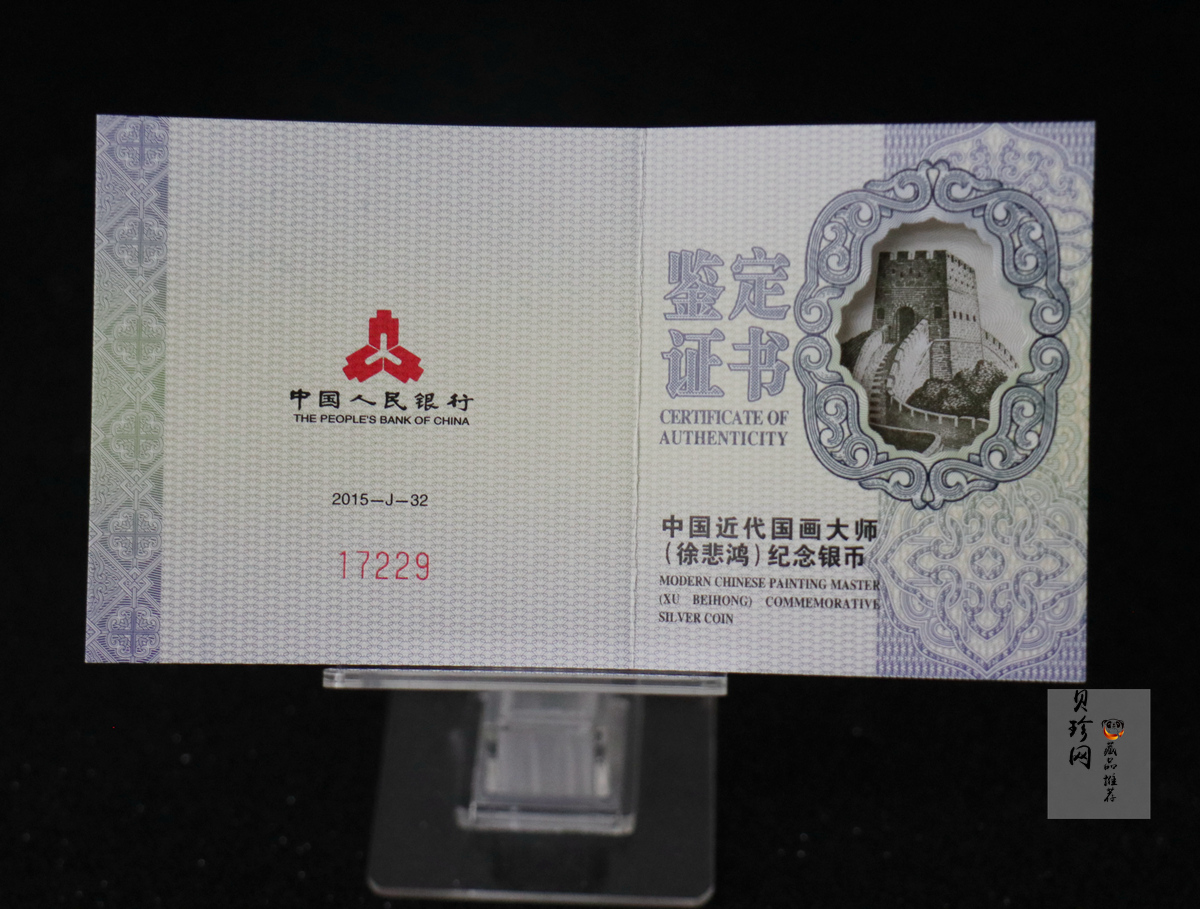 中国人民银行
THE PEOPLE'S BANK OF CHINA
2015—J—32
17229
鉴定
证书
CERTIFICATE OF
AUTHENTICITY
中国近代国画大师
(徐悲鸿)纪念银币
MODERN CHINESE PAINTING MASTER
(XU BEIHONG) COMMEMORATIVE
SILVER COIN
贝珍网
藏品推荐